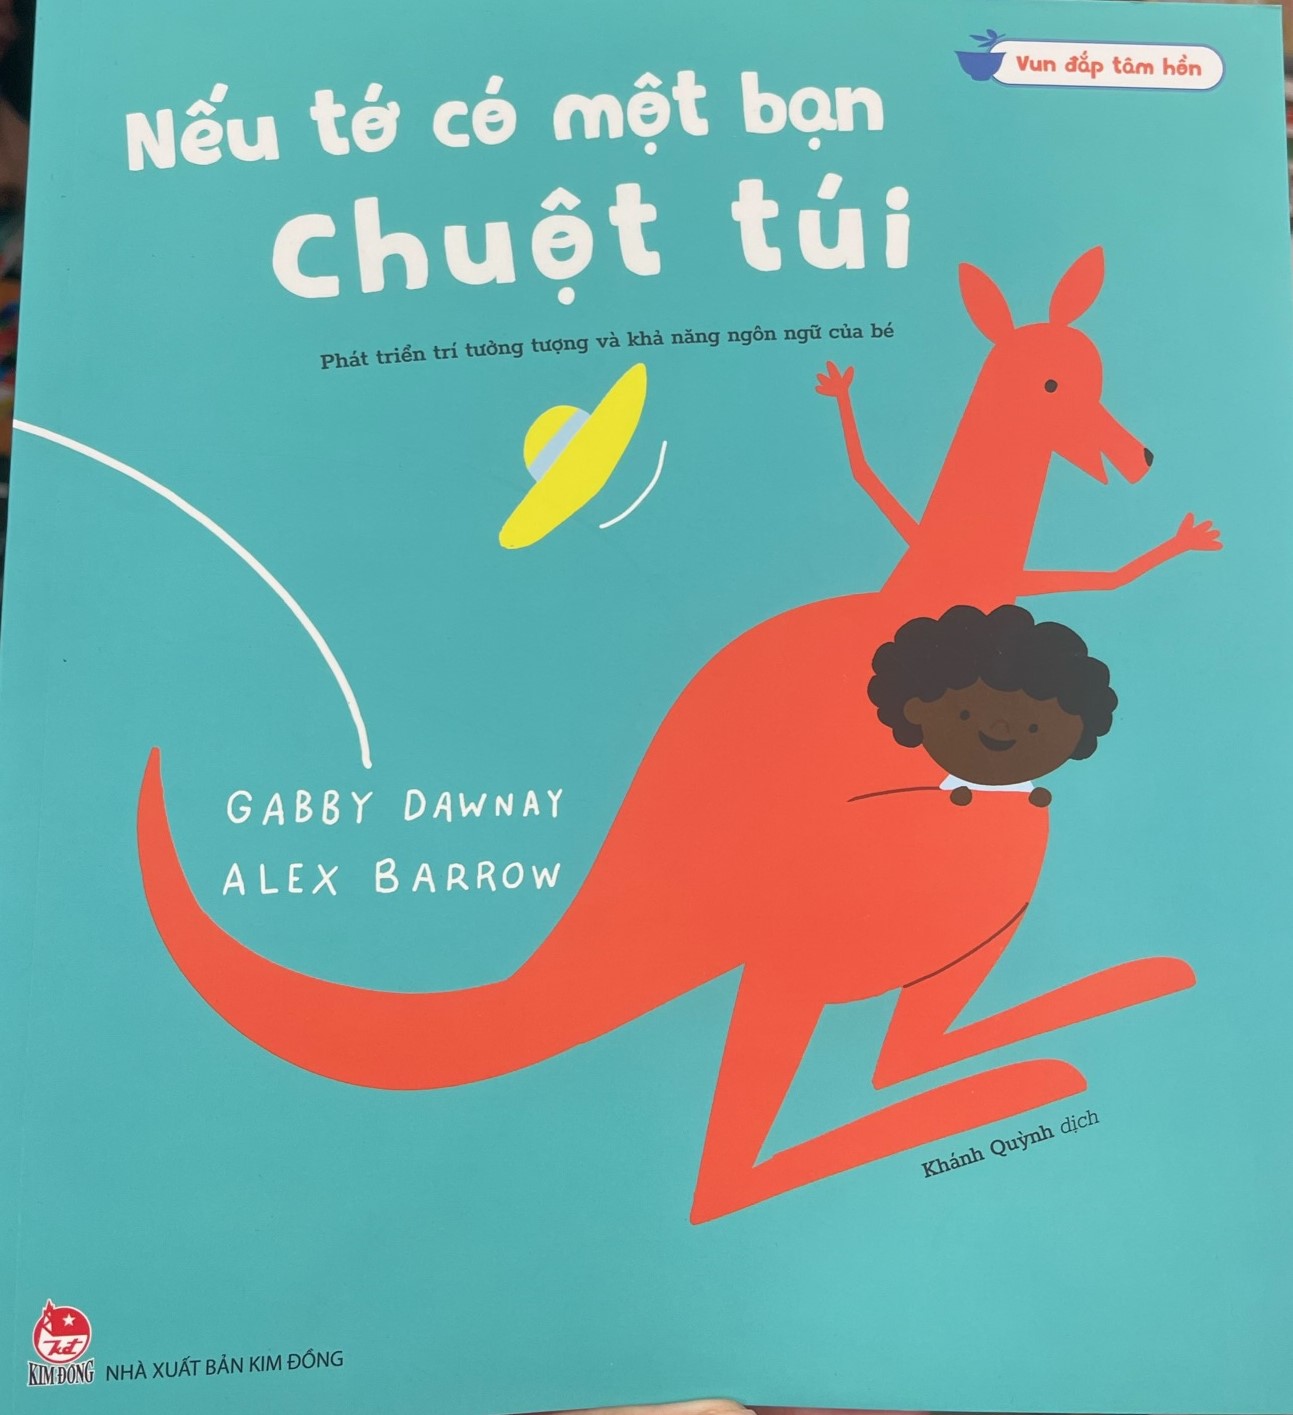 Vun đắp tâm hồn
Nếu tớ có một bạn
Chuột túi
Phát triển trí tưởng tượng và khả năng ngôn ngữ của bé
GABBY DAWNAY
ALEX BARROW
Khánh Quỳnh dịch
kđ
KIM ĐỒNG
NHÀ XUẤT BẢN KIM ĐỒNG